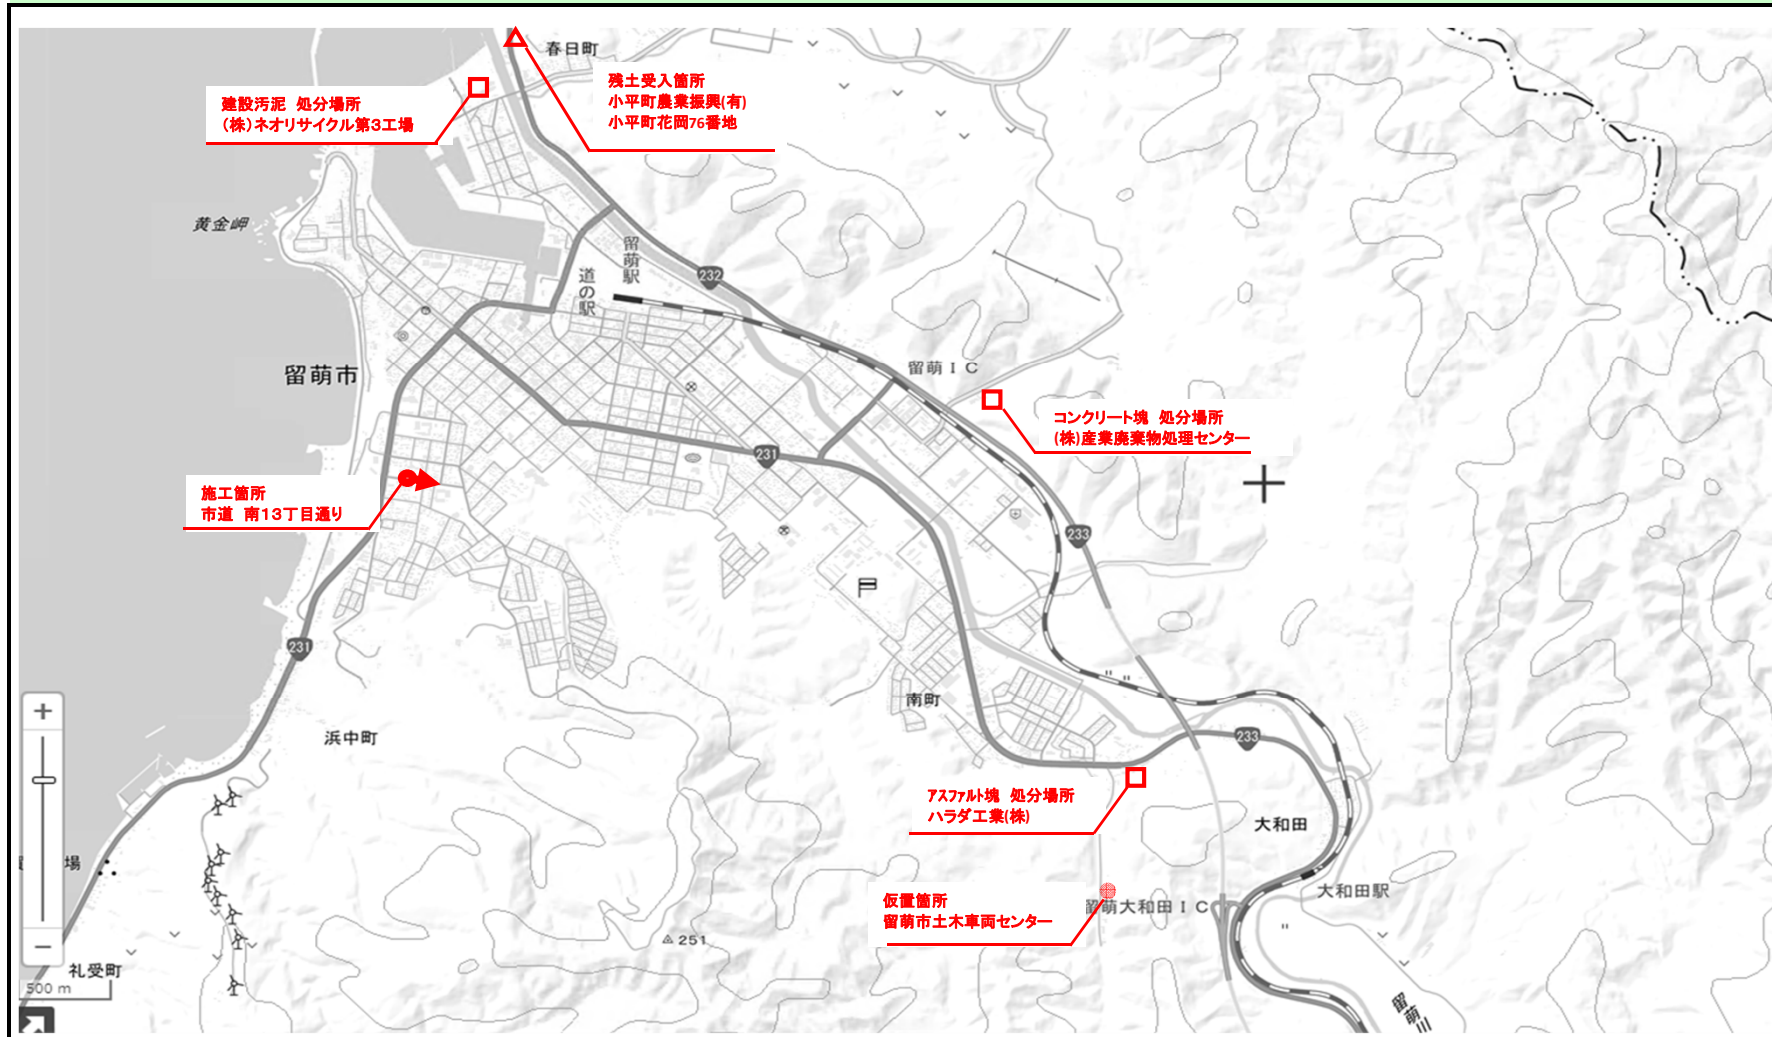 春日町
残土受入箇所
小平町農業振興(有)
小平町花岡76番地
建設汚泥 処分場所
(株)ネオリサイクル第3工場
黄金岬
留萌駅
道の駅
232
留萌市
留萌IC
コンクリート塊 処分場所
(株)産業廃棄物処理センター
231
施工箇所
市道 南13丁目通り
233
231
南町
233
浜中町
アスファルト塊 処分場所
ハラダ工業(株)
大和田
場
仮置箇所
留萌市土木車両センター
大和田駅
留萌大和田IC
251
礼受町
500 m
留萌川